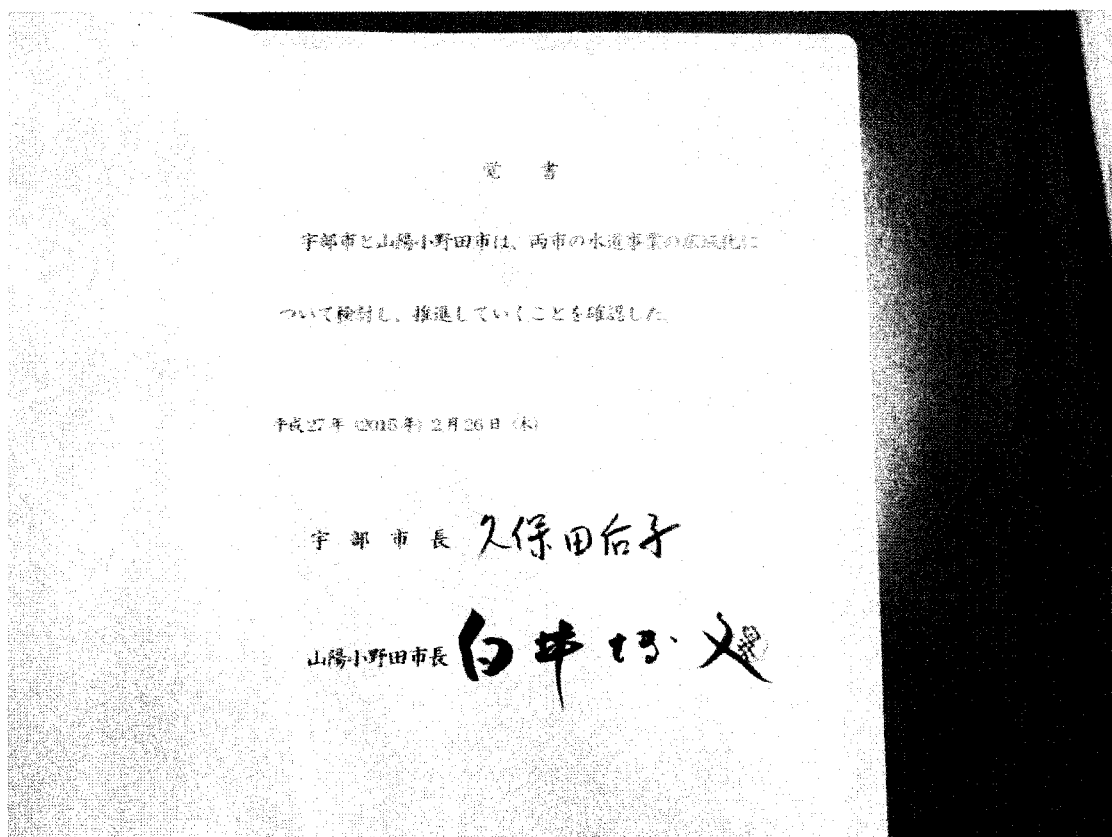 覚 書
宇部市と山陽小野田市は、両市の水道事業の広域化に
ついて検討し、推進していくことを確認した。
平成27年(2015年)2月26日(木)
宇 部 市 長 久保田后子
山陽小野田市長 白井博文